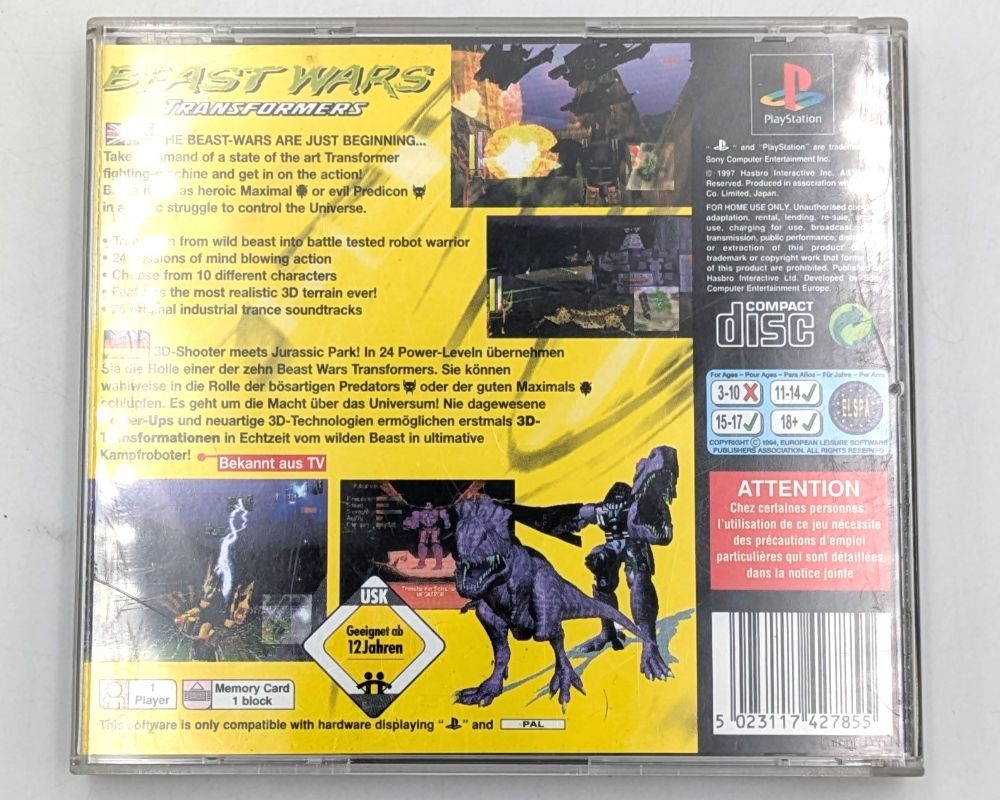 BEAST WARS
TRANSFORMERS
THE BEAST-WARS ARE JUST BEGINNING...
Take command of a state of the art Transformer
fighting-machine and get in on the action!
as heroic Maximal or evil Predicon
in a struggle to control the Universe.
• from wild beast into battle tested robot warrior
• 24 missions of mind blowing action
• Choose from 10 different characters
• Features the most realistic 3D terrain ever!
• original industrial trance soundtracks
3D-Shooter meets Jurassic Park! In 24 Power-Leveln übernehmen
Sie die Rolle einer der zehn Beast Wars Transformers. Sie können
wahlweise in die Rolle der bösartigen Predators oder der guten Maximals
schlüpfen. Es geht um die Macht über das Universum! Nie dagewesene
Power-Ups und neuartige 3D-Technologien ermöglichen erstmals 3D-
Transformationen in Echtzeit vom wilden Beast in ultimative
Kampfroboter!
Bekannt aus TV
USK
Geeignet ab
12 Jahren
1
Player
Memory Card
1 block
This software is only compatible with hardware displaying “ ” and PAL
PlayStation
“ ” and "PlayStation" are
Sony Computer Entertainment Inc.
© 1997 Hasbro Interactive Inc.
Reserved. Produced in association
Co. Limited, Japan.
FOR HOME USE ONLY. Unauthorised
adaptation, rental, lending, re-sale,
use, charging for use, broadcast,
transmission, public performance,
or extraction of this product
trademark or copyright work that
of this product are prohibited. Published by
Hasbro Interactive Ltd. Developed by Sony
Computer Entertainment Europe.
COMPACT
disc
For Ages – Pour Ages – Para Años – Für Jahre – Per Anni
3-10 11-14
15-17 18+
ELSPA
COPYRIGHT © 1994, EUROPEAN LEISURE SOFTWARE
PUBLISHERS ASSOCIATION. ALL RIGHTS RESERVED
ATTENTION
Chez certaines personnes,
l'utilisation de ce jeu nécessite
des précautions d'emploi
particulières qui sont détaillées
dans la notice jointe
5 023117 427855